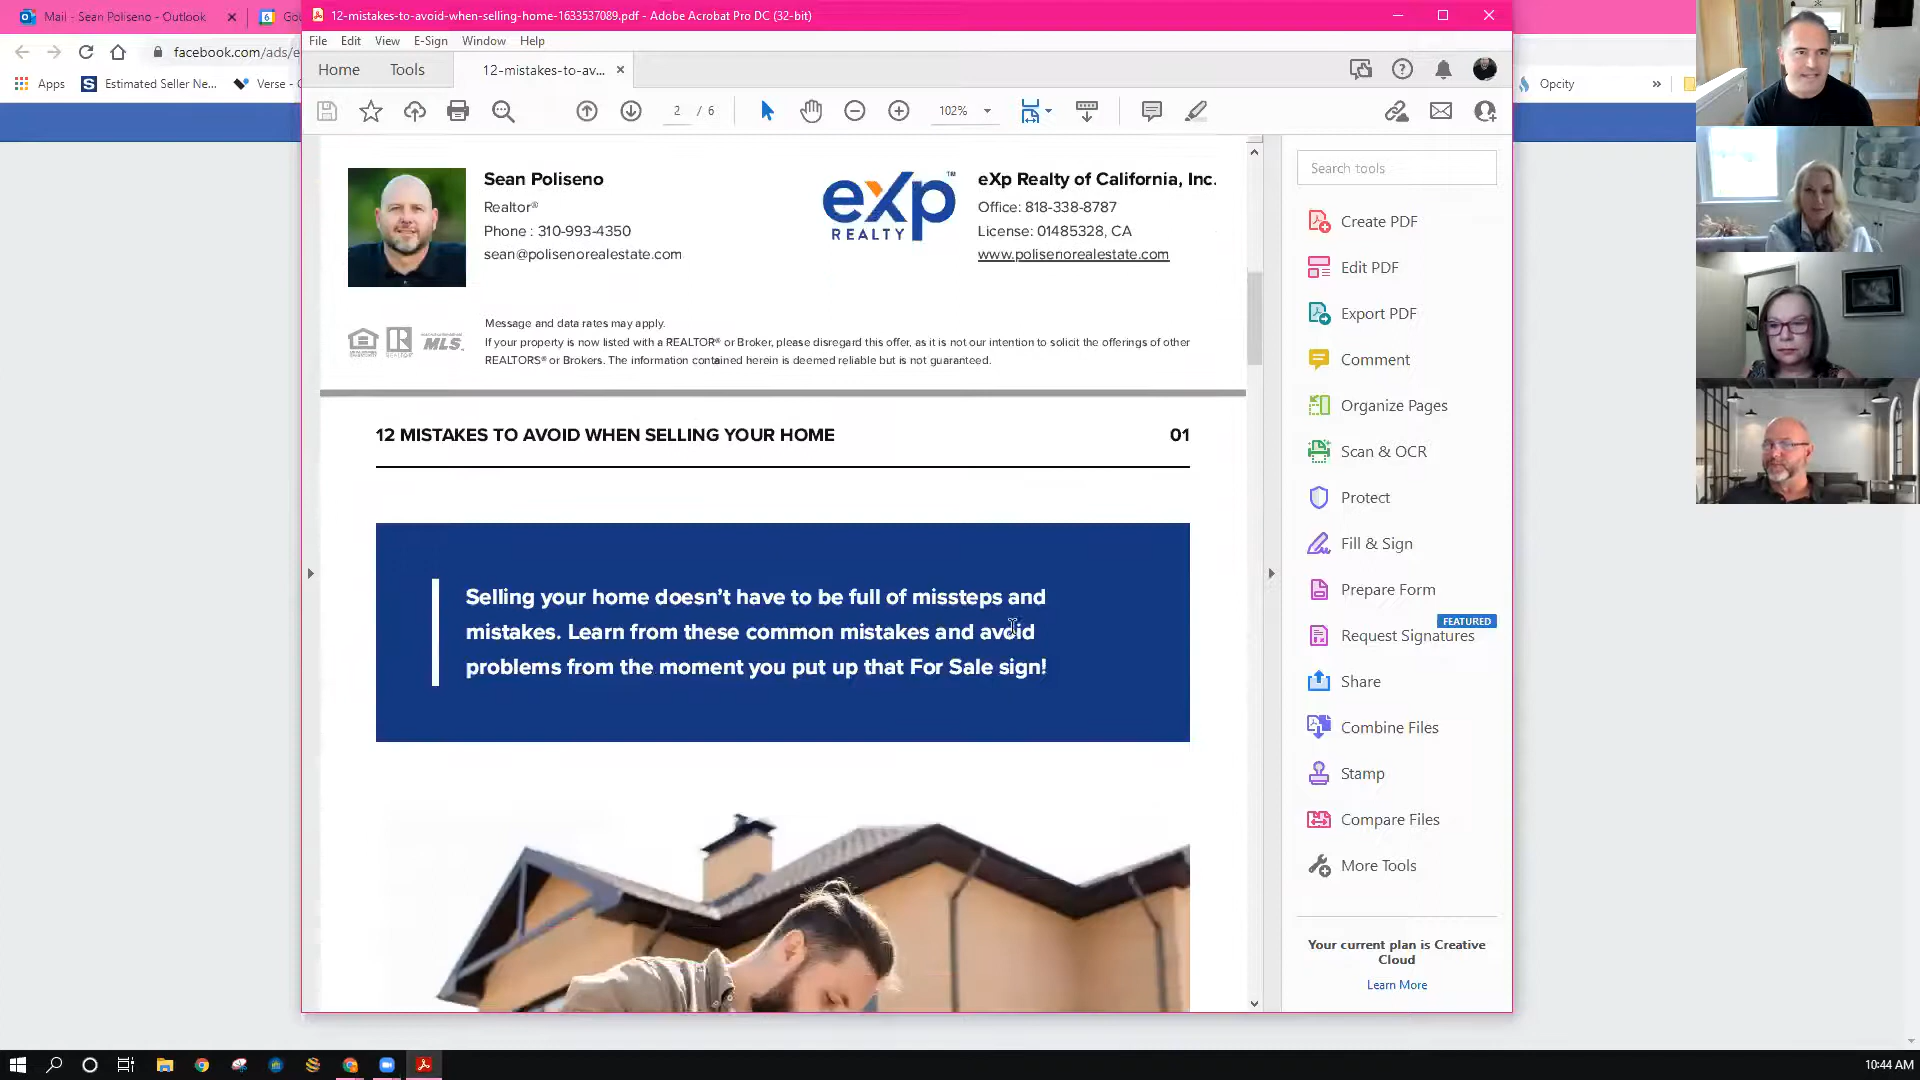 Mail - Sean Poliseno - Outlook
12-mistakes-to-avoid-when-selling-home-1633537089.pdf - Adobe Acrobat Pro DC (32-bit)
facebook.com/ads/e
Apps
Estimated Seller Ne...
Verse - C
Opcity
»
File Edit View E-Sign Window Help
Home Tools 12-mistakes-to-av...
2 / 6
102%
Sean Poliseno
Realtor®
Phone : 310-993-4350
sean@polisenorealestate.com
eXp™
REALTY
eXp Realty of California, Inc.
Office: 818-338-8787
License: 01485328, CA
www.polisenorealestate.com
MLS
Message and data rates may apply.
If your property is now listed with a REALTOR® or Broker, please disregard this offer, as it is not our intention to solicit the offerings of other
REALTORS® or Brokers. The information contained herein is deemed reliable but is not guaranteed.
12 MISTAKES TO AVOID WHEN SELLING YOUR HOME 01
Selling your home doesn't have to be full of missteps and
mistakes. Learn from these common mistakes and avoid
problems from the moment you put up that For Sale sign!
Search tools
Create PDF
Edit PDF
Export PDF
Comment
Organize Pages
Scan & OCR
Protect
Fill & Sign
Prepare Form
FEATURED
Request Signatures
Share
Combine Files
Stamp
Compare Files
More Tools
Your current plan is Creative
Cloud
Learn More
10:44 AM